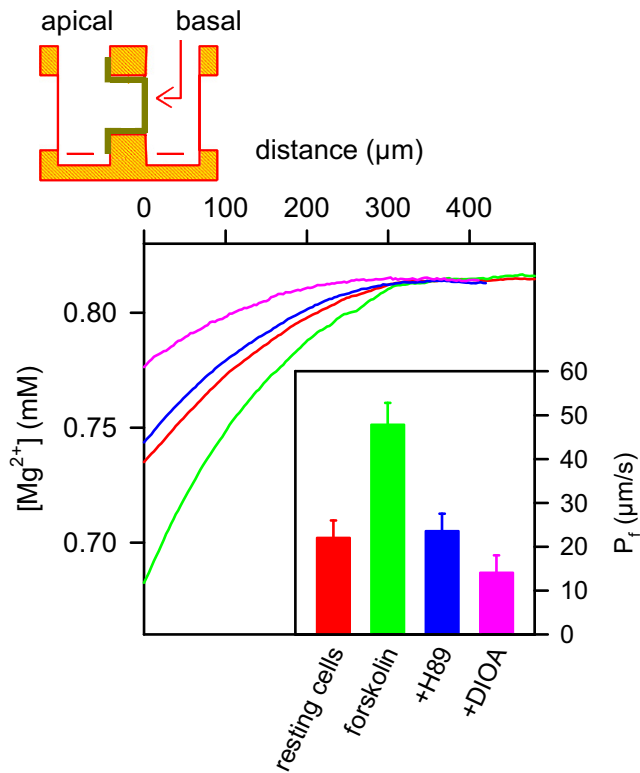 apical basal
distance (µm)
0 100 200 300 400
0.80
0.75
0.70
[Mg²⁺] (mM)
60
50
40
30
20
10
0
P_f (µm/s)
resting cells
forskolin
+H89
+DIOA